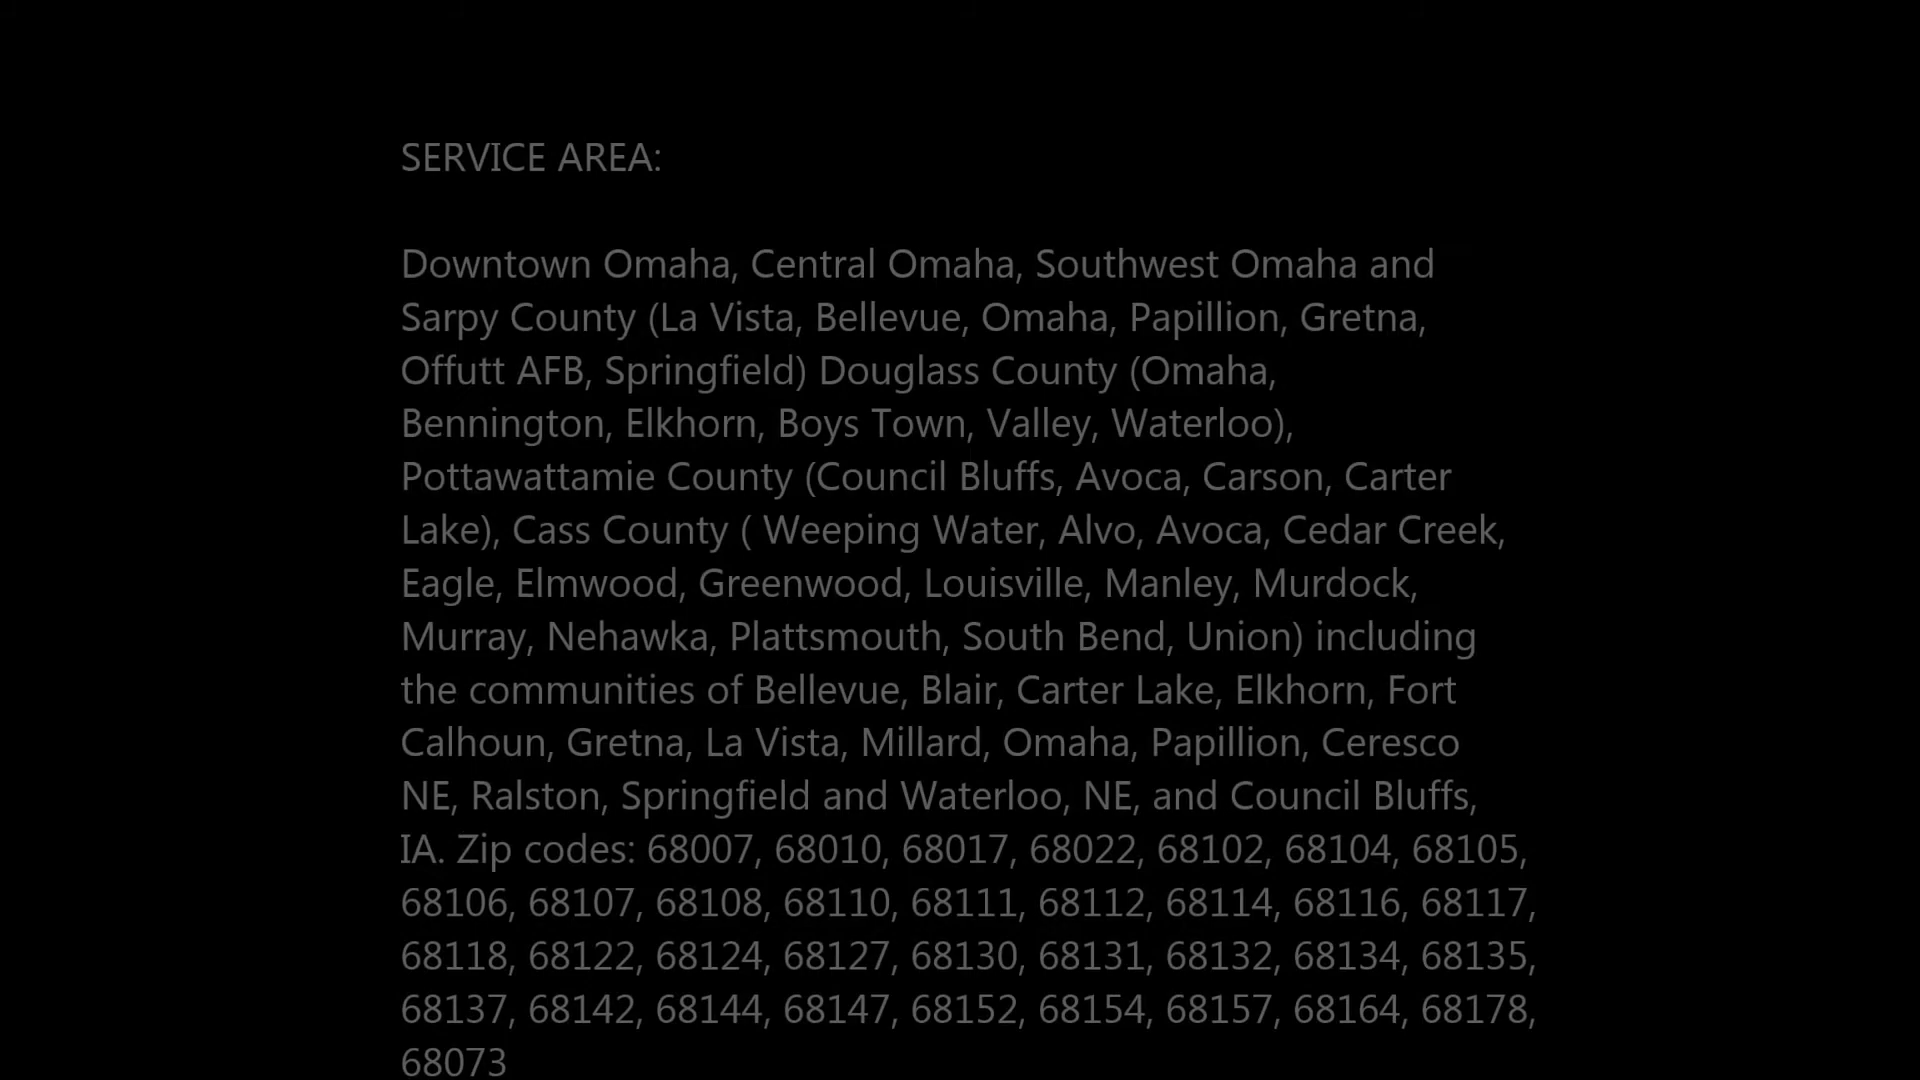 SERVICE AREA:
Downtown Omaha, Central Omaha, Southwest Omaha and
Sarpy County (La Vista, Bellevue, Omaha, Papillion, Gretna,
Offutt AFB, Springfield) Douglass County (Omaha,
Bennington, Elkhorn, Boys Town, Valley, Waterloo),
Pottawattamie County (Council Bluffs, Avoca, Carson, Carter
Lake), Cass County ( Weeping Water, Alvo, Avoca, Cedar Creek,
Eagle, Elmwood, Greenwood, Louisville, Manley, Murdock,
Murray, Nehawka, Plattsmouth, South Bend, Union) including
the communities of Bellevue, Blair, Carter Lake, Elkhorn, Fort
Calhoun, Gretna, La Vista, Millard, Omaha, Papillion, Ceresco
NE, Ralston, Springfield and Waterloo, NE, and Council Bluffs,
IA. Zip codes: 68007, 68010, 68017, 68022, 68102, 68104, 68105,
68106, 68107, 68108, 68110, 68111, 68112, 68114, 68116, 68117,
68118, 68122, 68124, 68127, 68130, 68131, 68132, 68134, 68135,
68137, 68142, 68144, 68147, 68152, 68154, 68157, 68164, 68178,
68073